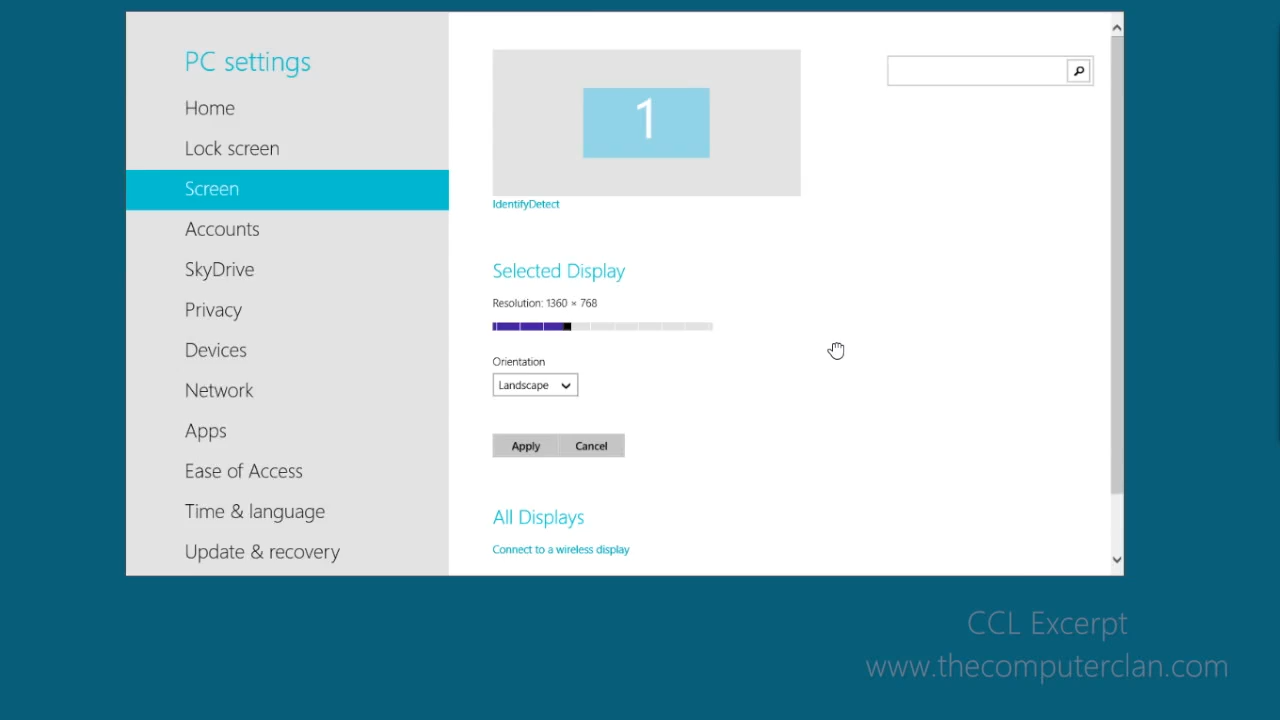 PC settings
Home
Lock screen
Screen
Accounts
SkyDrive
Privacy
Devices
Network
Apps
Ease of Access
Time & language
Update & recovery
1
IdentifyDetect
Selected Display
Resolution: 1360 × 768
Orientation
Landscape
Apply Cancel
All Displays
Connect to a wireless display
CCL Excerpt
www.thecomputerclan.com